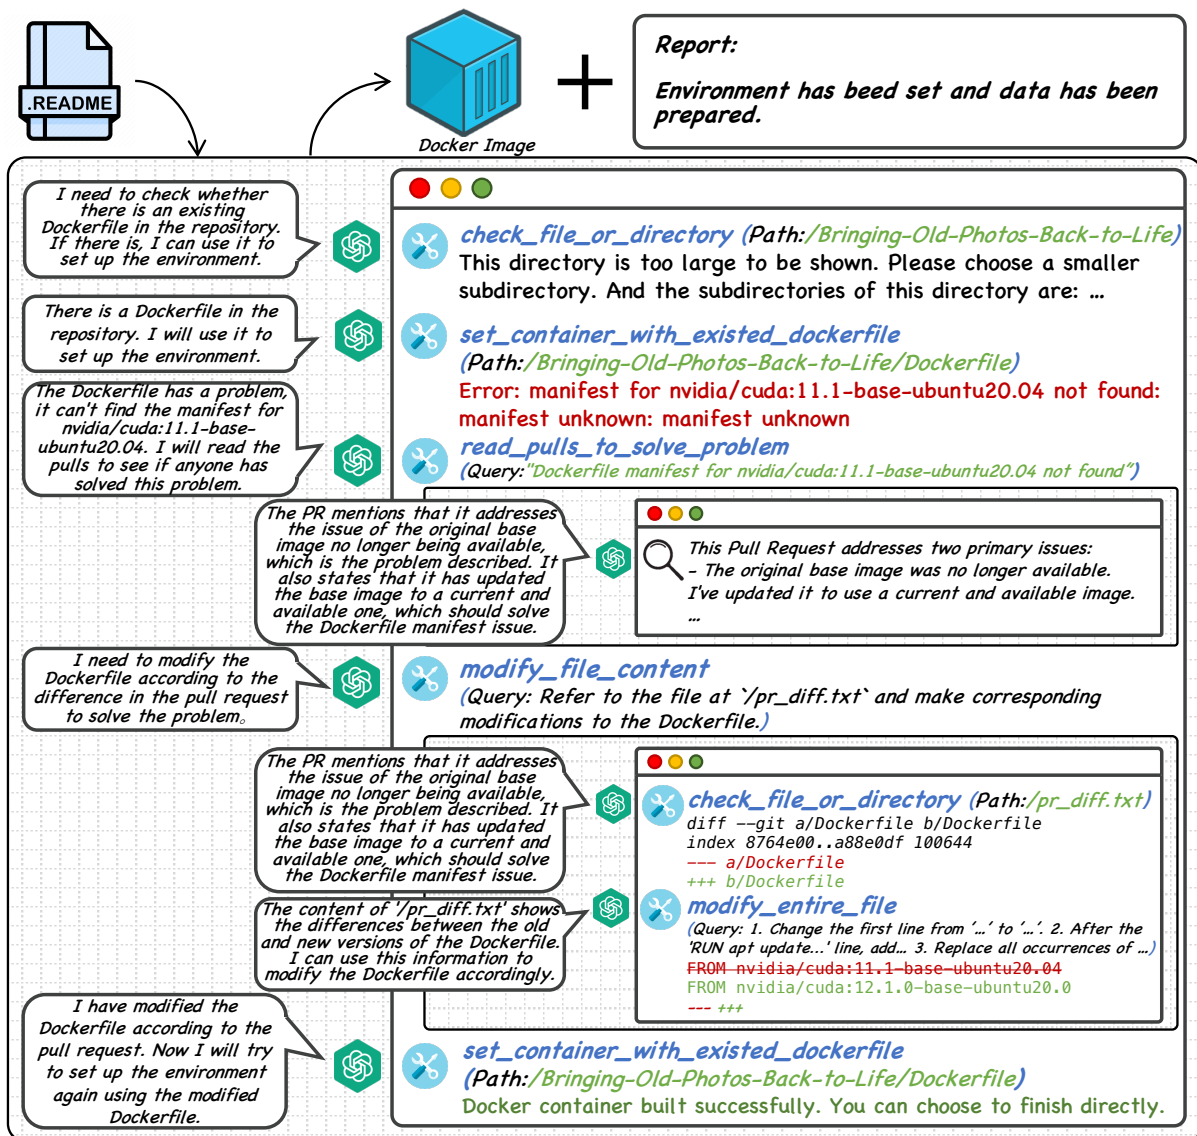 .README
Docker Image
Report:
Environment has beed set and data has been
prepared.
I need to check whether
there is an existing
Dockerfile in the repository.
If there is, I can use it to
set up the environment.
check_file_or_directory (Path:/Bringing-Old-Photos-Back-to-Life)
This directory is too large to be shown. Please choose a smaller
subdirectory. And the subdirectories of this directory are: ...
There is a Dockerfile in the
repository. I will use it to
set up the environment.
set_container_with_existed_dockerfile
(Path:/Bringing-Old-Photos-Back-to-Life/Dockerfile)
Error: manifest for nvidia/cuda:11.1-base-ubuntu20.04 not found:
manifest unknown: manifest unknown
The Dockerfile has a problem,
it can't find the manifest for
nvidia/cuda:11.1-base-
ubuntu20.04. I will read the
pulls to see if anyone has
solved this problem.
read_pulls_to_solve_problem
(Query:"Dockerfile manifest for nvidia/cuda:11.1-base-ubuntu20.04 not found")
The PR mentions that it addresses
the issue of the original base
image no longer being available,
which is the problem described. It
also states that it has updated
the base image to a current and
available one, which should solve
the Dockerfile manifest issue.
This Pull Request addresses two primary issues:
- The original base image was no longer available.
I've updated it to use a current and available image.
...
I need to modify the
Dockerfile according to the
difference in the pull request
to solve the problem。
modify_file_content
(Query: Refer to the file at `/pr_diff.txt` and make corresponding
modifications to the Dockerfile.)
The PR mentions that it addresses
the issue of the original base
image no longer being available,
which is the problem described. It
also states that it has updated
the base image to a current and
available one, which should solve
the Dockerfile manifest issue.
check_file_or_directory (Path:/pr_diff.txt)
diff --git a/Dockerfile b/Dockerfile
index 8764e00..a88e0df 100644
--- a/Dockerfile
+++ b/Dockerfile
The content of '/pr_diff.txt' shows
the differences between the old
and new versions of the Dockerfile.
I can use this information to
modify the Dockerfile accordingly.
modify_entire_file
(Query: 1. Change the first line from '...' to '...'. 2. After the
'RUN apt update...' line, add... 3. Replace all occurrences of ...)
FROM nvidia/cuda:11.1-base-ubuntu20.04
FROM nvidia/cuda:12.1.0-base-ubuntu20.0
--- +++
I have modified the
Dockerfile according to the
pull request. Now I will try
to set up the environment
again using the modified
Dockerfile.
set_container_with_existed_dockerfile
(Path:/Bringing-Old-Photos-Back-to-Life/Dockerfile)
Docker container built successfully. You can choose to finish directly.